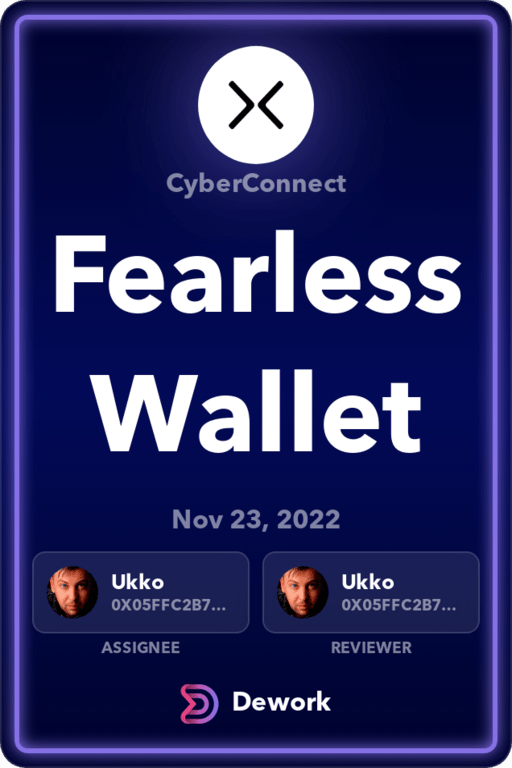 CyberConnect
Fearless
Wallet
Nov 23, 2022
Ukko
0X05FFC2B7...
ASSIGNEE
Ukko
0X05FFC2B7...
REVIEWER
Dework